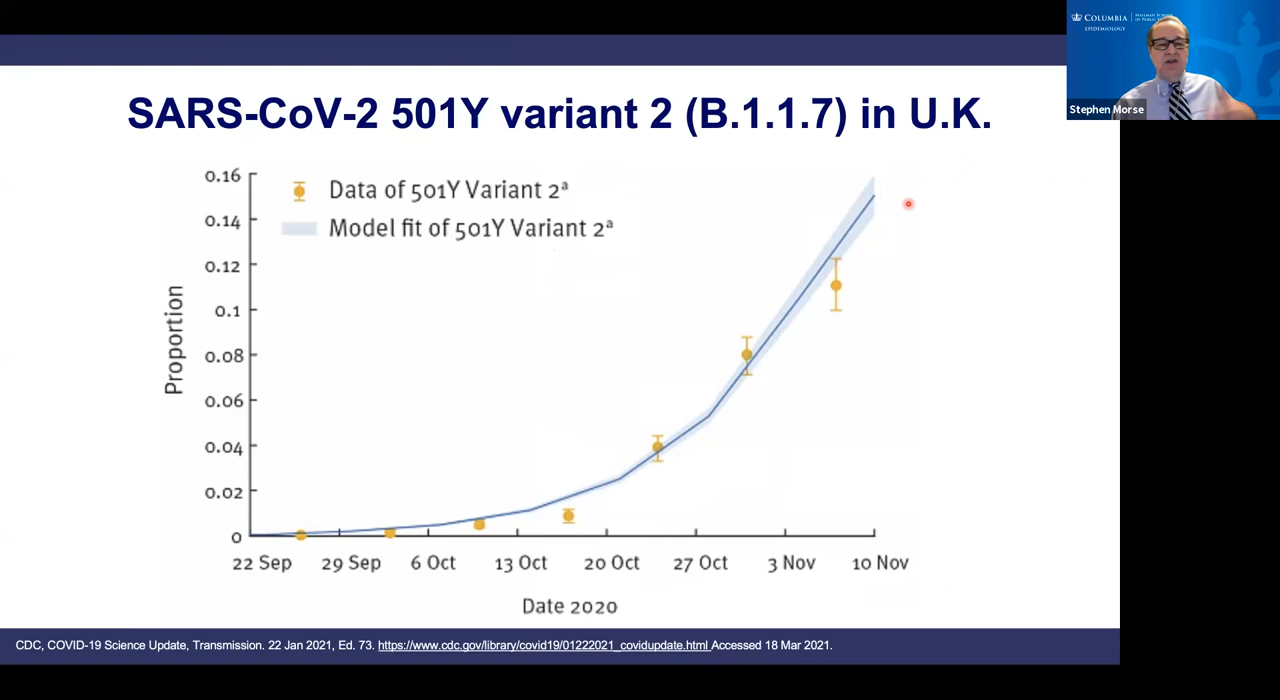 COLUMBIA
EPIDEMIOLOGY
Stephen Morse
SARS-CoV-2 501Y variant 2 (B.1.1.7) in U.K.
Data of 501Y Variant 2ᵃ
Model fit of 501Y Variant 2ᵃ
Proportion
0.16
0.14
0.12
0.1
0.08
0.06
0.04
0.02
0
22 Sep 29 Sep 6 Oct 13 Oct 20 Oct 27 Oct 3 Nov 10 Nov
Date 2020
CDC, COVID-19 Science Update, Transmission. 22 Jan 2021, Ed. 73. https://www.cdc.gov/library/covid19/01222021_covidupdate.html Accessed 18 Mar 2021.